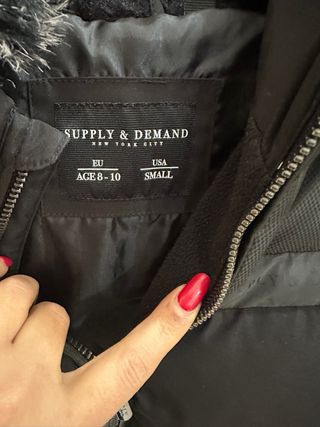 SUPPLY & DEMAND
NEW YORK CITY
EU USA
AGE 8 - 10 SMALL